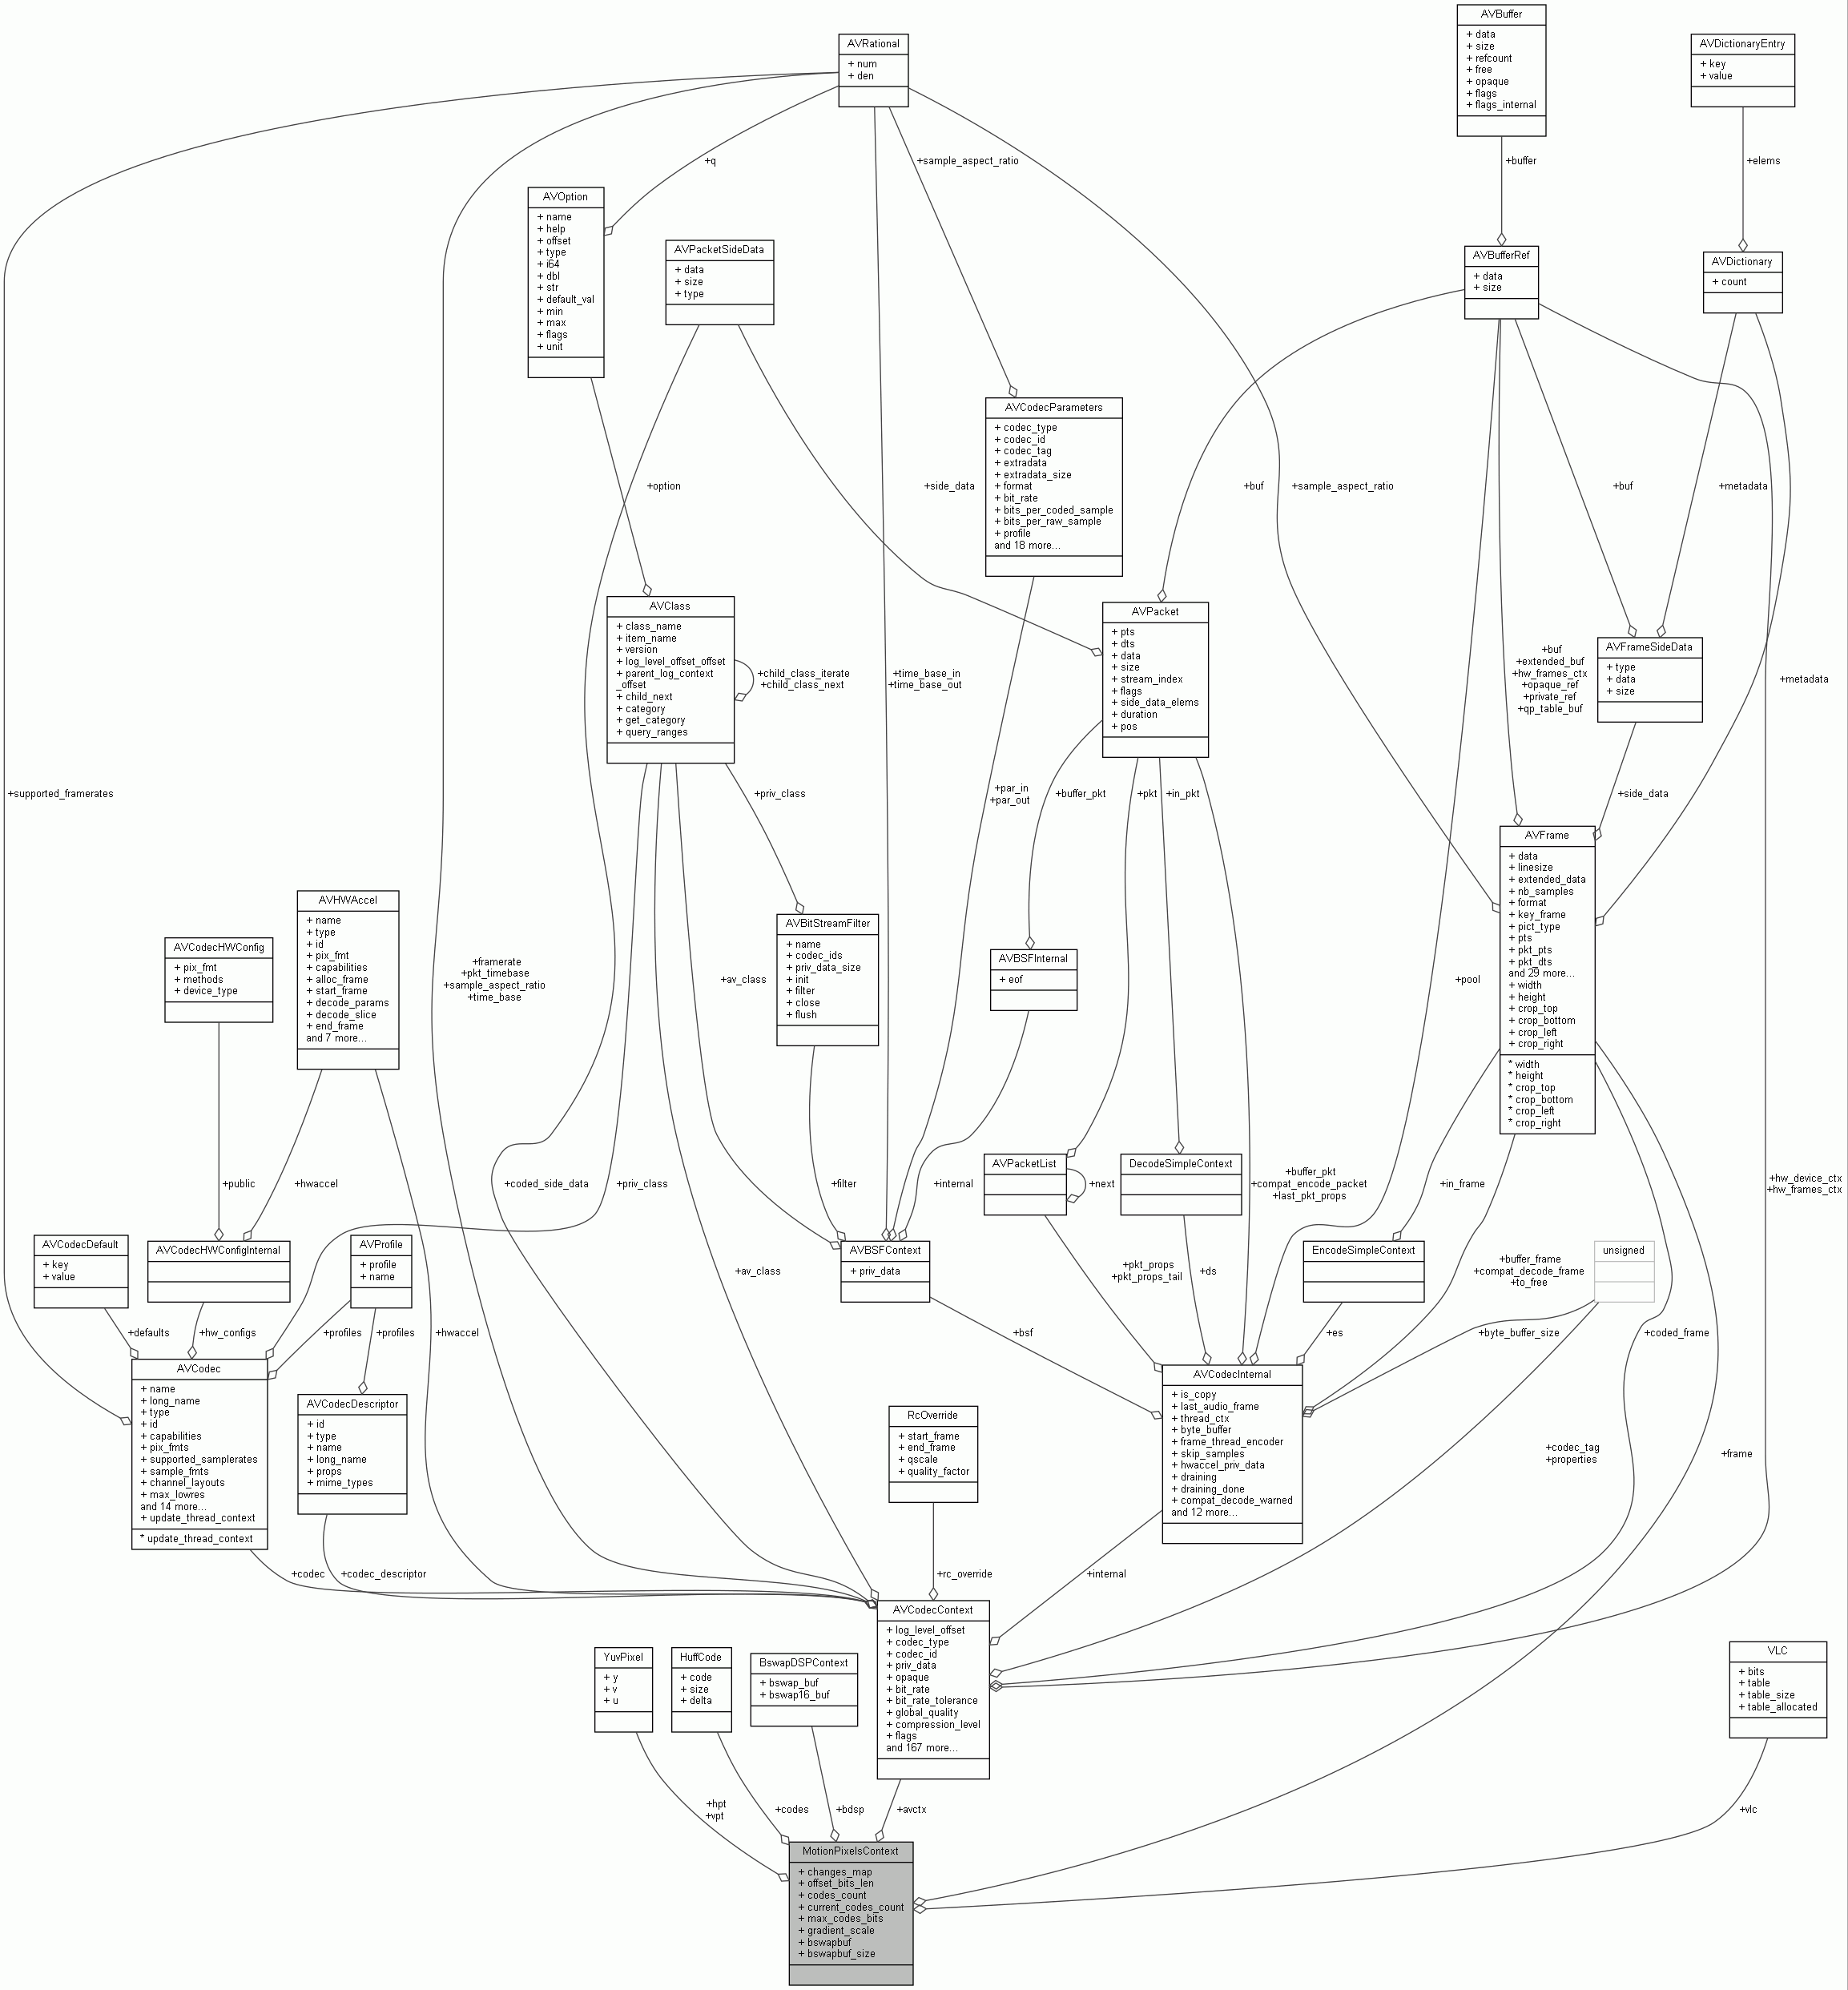 AVBuffer
+ data
+ size
+ refcount
+ free
+ opaque
+ flags
+ flags_internal
AVRational
+ num
+ den
AVDictionaryEntry
+ key
+ value
+q
+sample_aspect_ratio
+buffer
+elems
AVOption
+ name
+ help
+ offset
+ type
+ i64
+ dbl
+ str
+ default_val
+ min
+ max
+ flags
+ unit
AVPacketSideData
+ data
+ size
+ type
AVBufferRef
+ data
+ size
AVDictionary
+ count
AVCodecParameters
+ codec_type
+ codec_id
+ codec_tag
+ extradata
+ extradata_size
+ format
+ bit_rate
+ bits_per_coded_sample
+ bits_per_raw_sample
+ profile
and 18 more...
+option
+side_data
+buf
+sample_aspect_ratio
+buf
+metadata
AVClass
+ class_name
+ item_name
+ version
+ log_level_offset_offset
+ parent_log_context
_offset
+ child_next
+ category
+ get_category
+ query_ranges
+child_class_iterate
+child_class_next
+time_base_in
+time_base_out
AVPacket
+ pts
+ dts
+ data
+ size
+ stream_index
+ flags
+ side_data_elems
+ duration
+ pos
+buf
+extended_buf
+hw_frames_ctx
+opaque_ref
+private_ref
+qp_table_buf
AVFrameSideData
+ type
+ data
+ size
+metadata
+supported_framerates
+priv_class
+par_in
+par_out
+buffer_pkt
+pkt
+in_pkt
+side_data
AVFrame
+ data
+ linesize
+ extended_data
+ nb_samples
+ format
+ key_frame
+ pict_type
+ pts
+ pkt_pts
+ pkt_dts
and 29 more...
+ width
+ height
+ crop_top
+ crop_bottom
+ crop_left
+ crop_right
* width
* height
* crop_top
* crop_bottom
* crop_left
* crop_right
AVHWAccel
+ name
+ type
+ id
+ pix_fmt
+ capabilities
+ alloc_frame
+ start_frame
+ decode_params
+ decode_slice
+ end_frame
and 7 more...
AVCodecHWConfig
+ pix_fmt
+ methods
+ device_type
+framerate
+pkt_timebase
+sample_aspect_ratio
+time_base
+av_class
AVBitStreamFilter
+ name
+ codec_ids
+ priv_data_size
+ init
+ filter
+ close
+ flush
AVBSFInternal
+ eof
+pool
+public
+hwaccel
+coded_side_data
+priv_class
+filter
+internal
AVPacketList
+next
DecodeSimpleContext
+buffer_pkt
+compat_encode_packet
+last_pkt_props
+in_frame
+hw_device_ctx
+hw_frames_ctx
AVCodecDefault
+ key
+ value
AVCodecHWConfigInternal
AVProfile
+ profile
+ name
+av_class
AVBSFContext
+ priv_data
+pkt_props
+pkt_props_tail
+ds
EncodeSimpleContext
+buffer_frame
+compat_decode_frame
+to_free
unsigned
+defaults
+hw_configs
+profiles
+profiles
+hwaccel
+bsf
+es
+byte_buffer_size
+coded_frame
AVCodec
+ name
+ long_name
+ type
+ id
+ capabilities
+ pix_fmts
+ supported_samplerates
+ sample_fmts
+ channel_layouts
+ max_lowres
and 14 more...
+ update_thread_context
* update_thread_context
AVCodecDescriptor
+ id
+ type
+ name
+ long_name
+ props
+ mime_types
RcOverride
+ start_frame
+ end_frame
+ qscale
+ quality_factor
AVCodecInternal
+ is_copy
+ last_audio_frame
+ thread_ctx
+ byte_buffer
+ frame_thread_encoder
+ skip_samples
+ hwaccel_priv_data
+ draining
+ draining_done
+ compat_decode_warned
and 12 more...
+codec_tag
+properties
+frame
+codec
+codec_descriptor
+rc_override
+internal
AVCodecContext
+ log_level_offset
+ codec_type
+ codec_id
+ priv_data
+ opaque
+ bit_rate
+ bit_rate_tolerance
+ global_quality
+ compression_level
+ flags
and 167 more...
YuvPixel
+ y
+ v
+ u
HuffCode
+ code
+ size
+ delta
BswapDSPContext
+ bswap_buf
+ bswap16_buf
VLC
+ bits
+ table
+ table_size
+ table_allocated
+hpt
+vpt
+codes
+bdsp
+avctx
+vlc
MotionPixelsContext
+ changes_map
+ offset_bits_len
+ codes_count
+ current_codes_count
+ max_codes_bits
+ gradient_scale
+ bswapbuf
+ bswapbuf_size